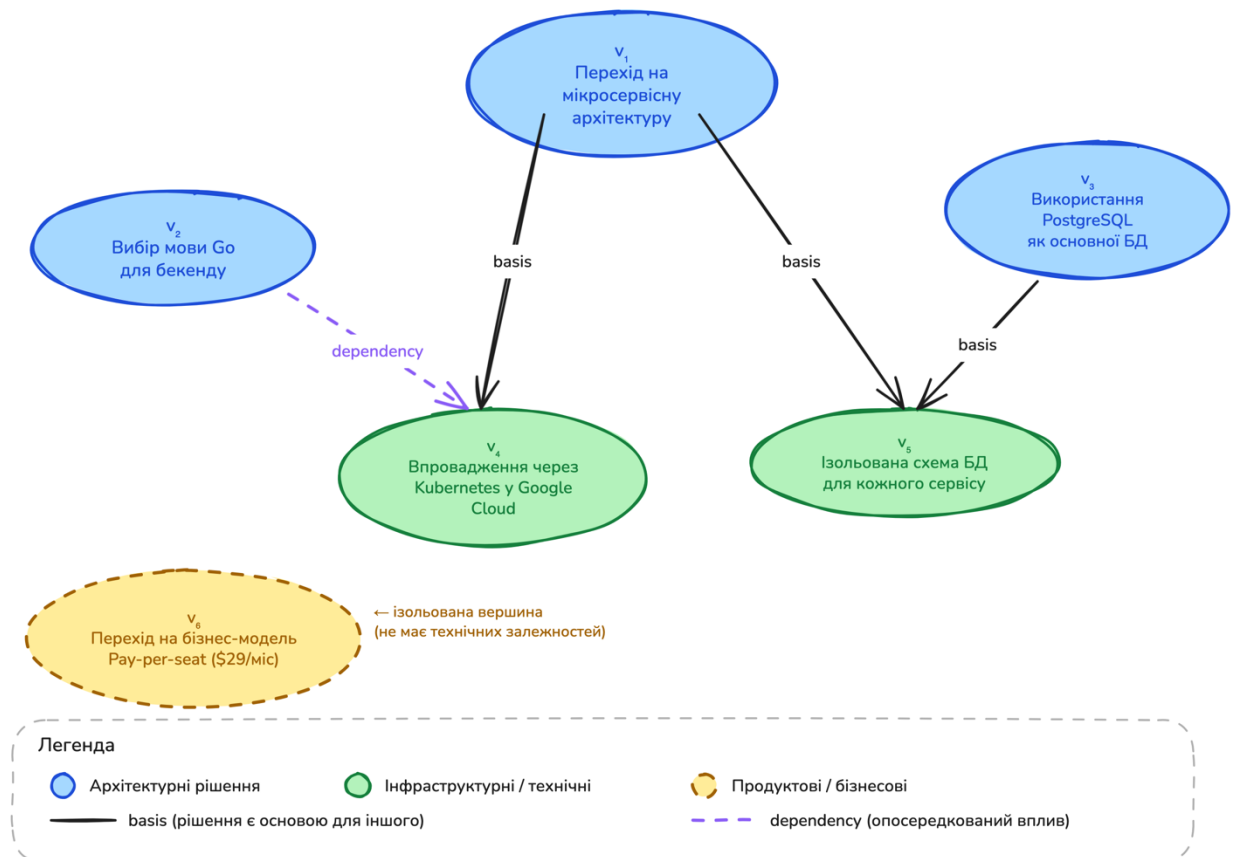 v₁
Перехід на
мікросервісну
архітектуру
v₃
Використання
PostgreSQL
як основної БД
v₂
Вибір мови Go
для бекенду
basis
basis
basis
dependency
v₄
Впровадження через
Kubernetes у Google
Cloud
v₅
Ізольована схема БД
для кожного сервісу
v₆
Перехід на бізнес-модель
Pay-per-seat ($29/міс)
← ізольована вершина
(не має технічних залежностей)
Легенда
Архітектурні рішення
Інфраструктурні / технічні
Продуктові / бізнесові
basis (рішення є основою для іншого)
dependency (опосередкований вплив)